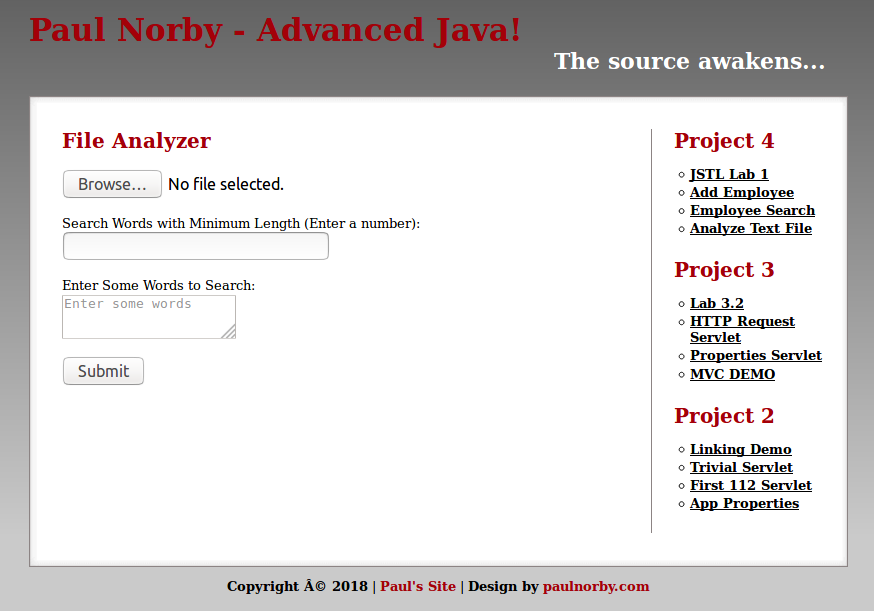 Paul Norby - Advanced Java!
The source awakens...
File Analyzer
Browse... No file selected.
Search Words with Minimum Length (Enter a number):
Enter Some Words to Search:
Enter some words
Submit
Project 4
JSTL Lab 1
Add Employee
Employee Search
Analyze Text File
Project 3
Lab 3.2
HTTP Request
Servlet
Properties Servlet
MVC DEMO
Project 2
Linking Demo
Trivial Servlet
First 112 Servlet
App Properties
Copyright Â© 2018 | Paul's Site | Design by paulnorby.com